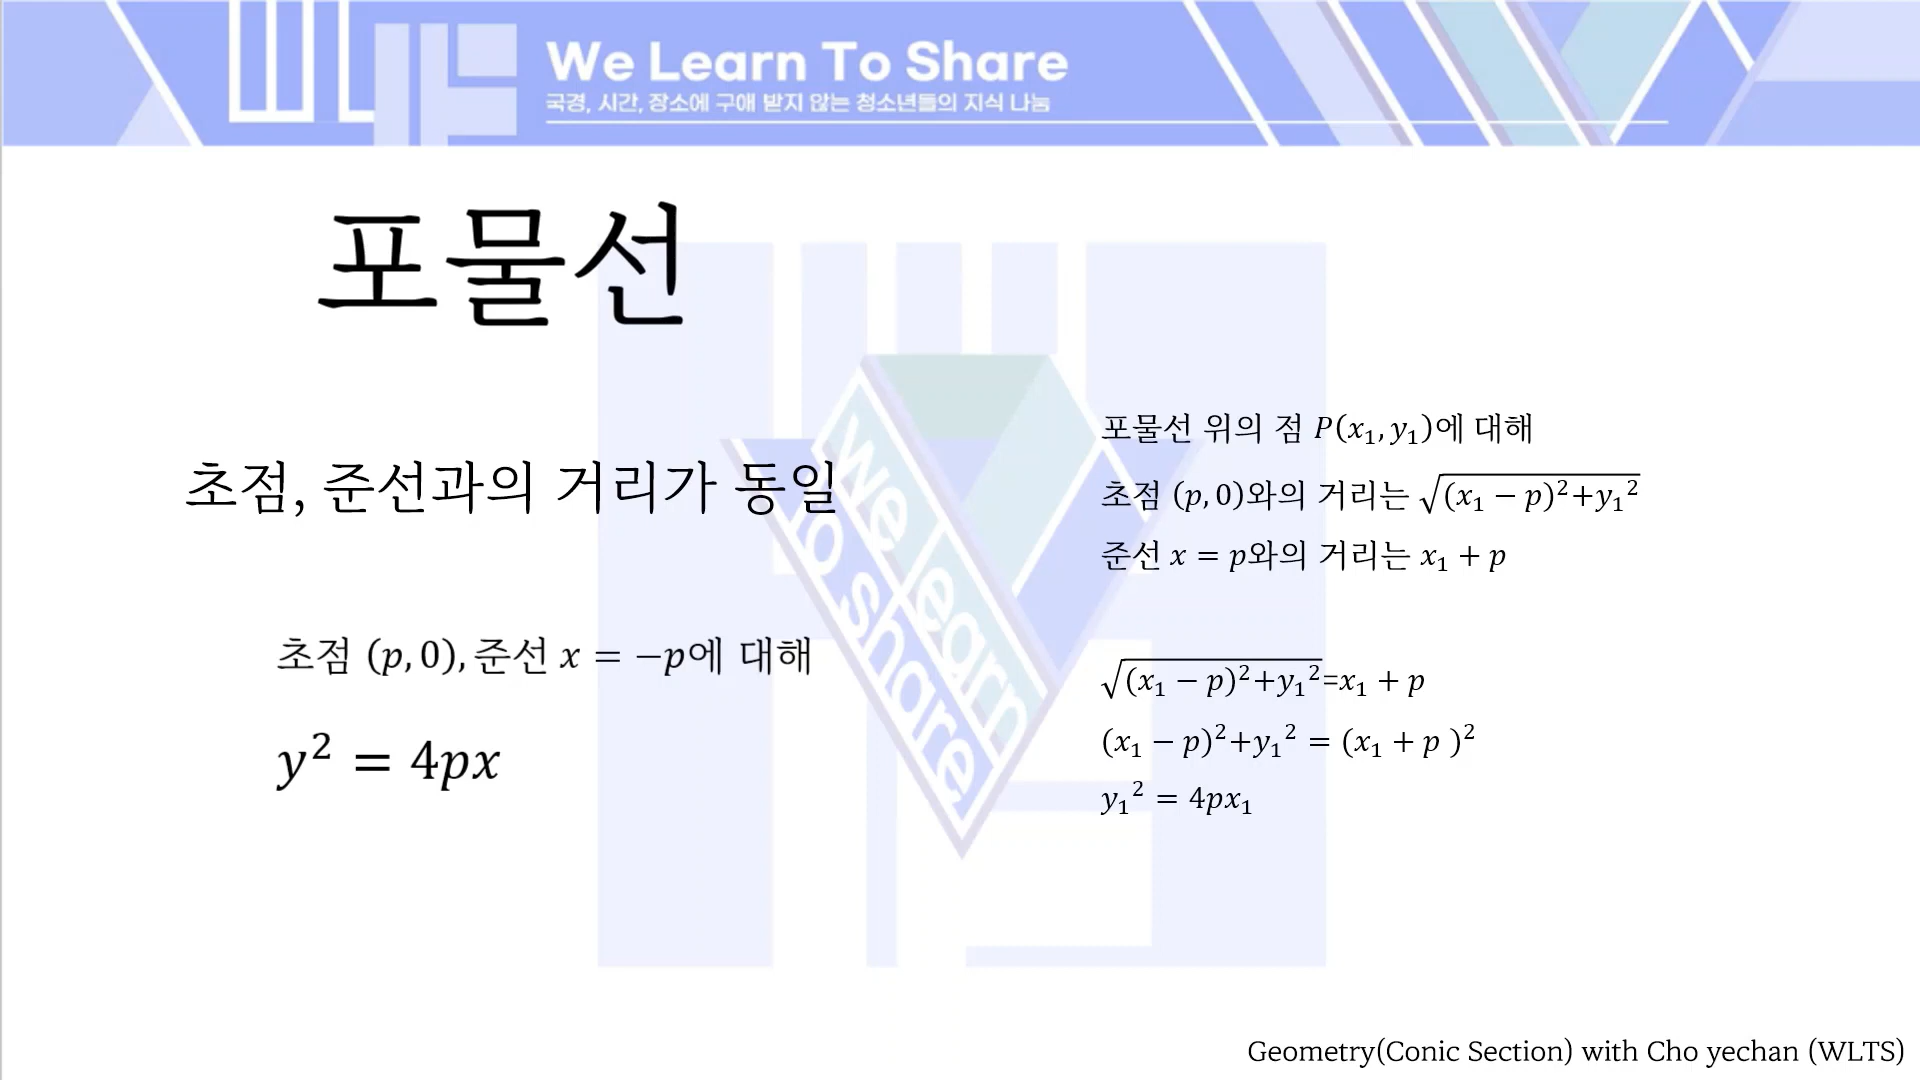 We Learn To Share
국경, 시간, 장소에 구애 받지 않는 청소년들의 지식 나눔
포물선
초점, 준선과의 거리가 동일
초점 (p, 0), 준선 x = −p에 대해
y² = 4px
포물선 위의 점 P(x₁, y₁)에 대해
초점 (p, 0)와의 거리는 √((x₁ − p)²+y₁²)
준선 x = p와의 거리는 x₁ + p
√((x₁ − p)²+y₁²)=x₁ + p
(x₁ − p)²+y₁² = (x₁ + p )²
y₁² = 4px₁
we learn
to share
Geometry(Conic Section) with Cho yechan (WLTS)